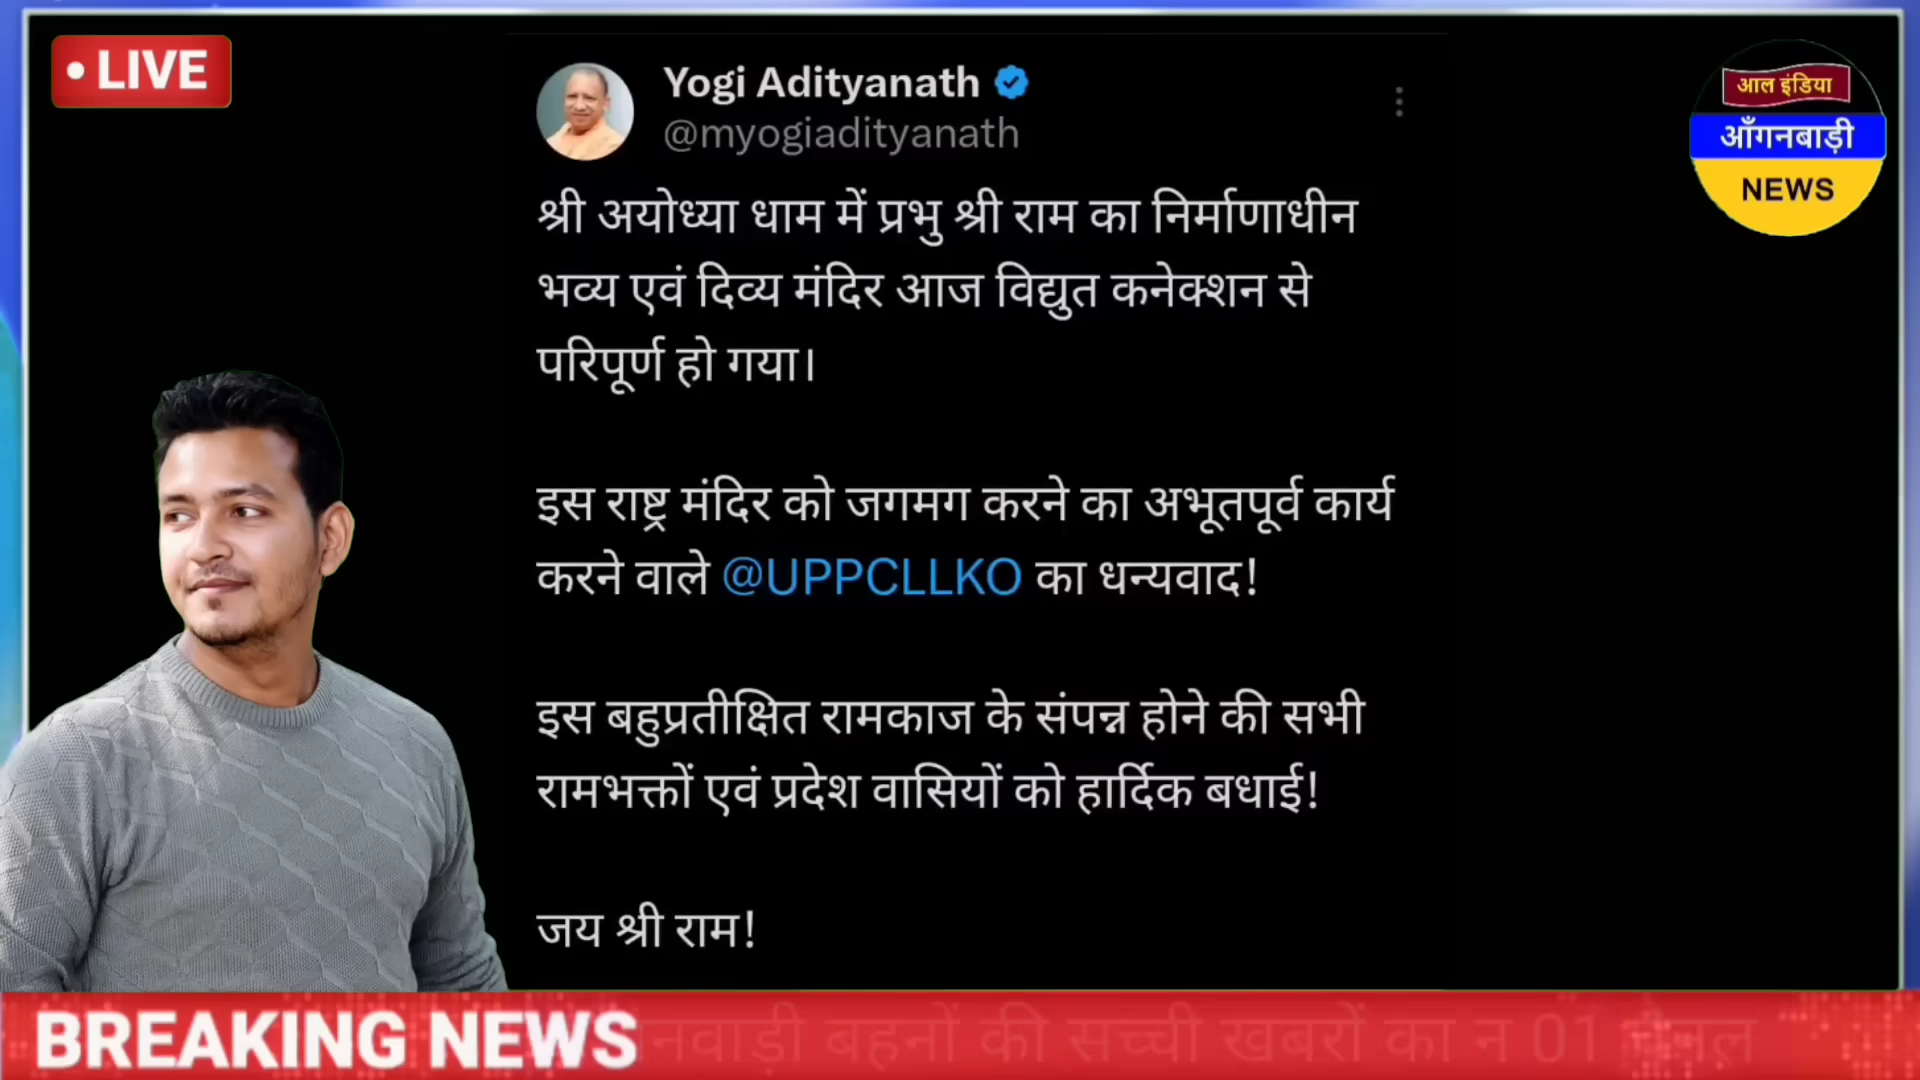 LIVE
Yogi Adityanath
@myogiadityanath
आल इंडिया
आँगनबाड़ी
NEWS
श्री अयोध्या धाम में प्रभु श्री राम का निर्माणाधीन
भव्य एवं दिव्य मंदिर आज विद्युत कनेक्शन से
परिपूर्ण हो गया।
इस राष्ट्र मंदिर को जगमग करने का अभूतपूर्व कार्य
करने वाले @UPPCLLKO का धन्यवाद!
इस बहुप्रतीक्षित रामकाज के संपन्न होने की सभी
रामभक्तों एवं प्रदेश वासियों को हार्दिक बधाई!
जय श्री राम!
BREAKING NEWS
बहनों की सच्ची खबरों का न 01